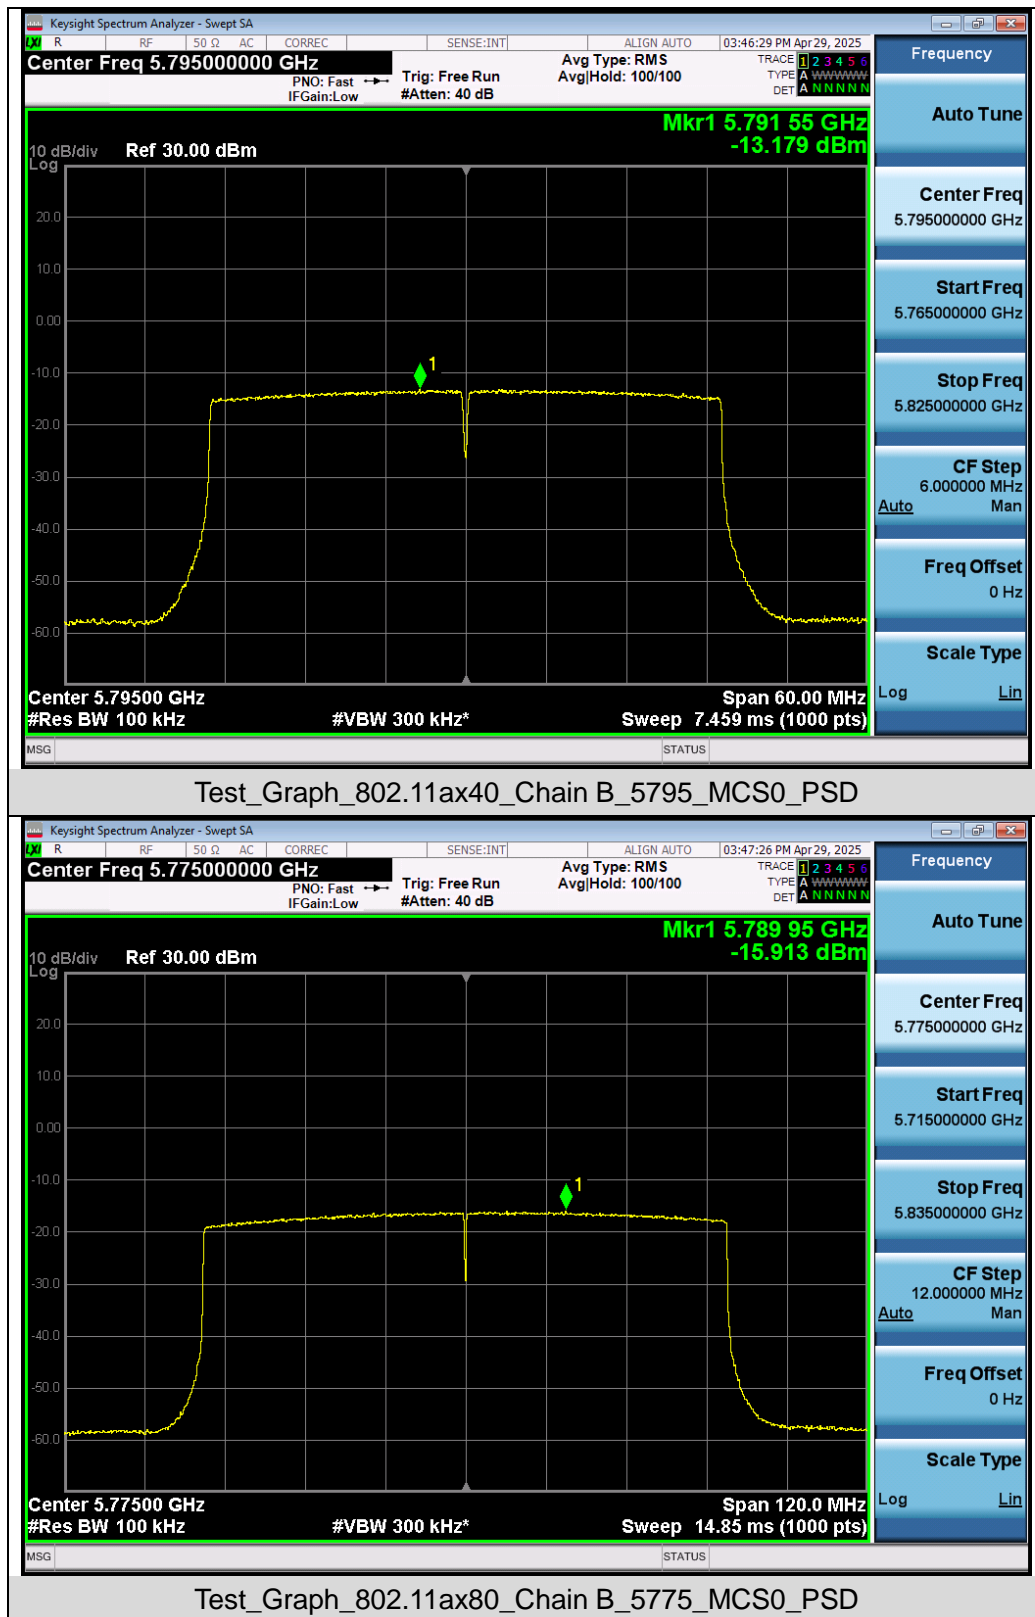 Keysight Spectrum Analyzer - Swept SA
LXI R RF 50 Ω AC CORREC SENSE:INT ALIGN AUTO 03:46:29 PM Apr 29, 2025
Center Freq 5.795000000 GHz
Avg Type: RMS
TRACE 1 2 3 4 5 6
PNO: Fast
Trig: Free Run
Avg|Hold: 100/100
TYPE A WWWWW
IFGain:Low
#Atten: 40 dB
DET A N N N N N
Mkr1 5.791 55 GHz
10 dB/div Ref 30.00 dBm -13.179 dBm
Log
20.0
10.0
0.00
-10.0
-20.0
-30.0
-40.0
-50.0
-60.0
1
Center 5.79500 GHz Span 60.00 MHz
#Res BW 100 kHz #VBW 300 kHz* Sweep 7.459 ms (1000 pts)
MSG STATUS
Frequency
Auto Tune
Center Freq
5.795000000 GHz
Start Freq
5.765000000 GHz
Stop Freq
5.825000000 GHz
CF Step
6.000000 MHz
Auto Man
Freq Offset
0 Hz
Scale Type
Log Lin
Test_Graph_802.11ax40_Chain B_5795_MCS0_PSD
Keysight Spectrum Analyzer - Swept SA
LXI R RF 50 Ω AC CORREC SENSE:INT ALIGN AUTO 03:47:26 PM Apr 29, 2025
Center Freq 5.775000000 GHz
Avg Type: RMS
TRACE 1 2 3 4 5 6
PNO: Fast
Trig: Free Run
Avg|Hold: 100/100
TYPE A WWWWW
IFGain:Low
#Atten: 40 dB
DET A N N N N N
Mkr1 5.789 95 GHz
10 dB/div Ref 30.00 dBm -15.913 dBm
Log
20.0
10.0
0.00
-10.0
-20.0
-30.0
-40.0
-50.0
-60.0
1
Center 5.77500 GHz Span 120.0 MHz
#Res BW 100 kHz #VBW 300 kHz* Sweep 14.85 ms (1000 pts)
MSG STATUS
Frequency
Auto Tune
Center Freq
5.775000000 GHz
Start Freq
5.715000000 GHz
Stop Freq
5.835000000 GHz
CF Step
12.000000 MHz
Auto Man
Freq Offset
0 Hz
Scale Type
Log Lin
Test_Graph_802.11ax80_Chain B_5775_MCS0_PSD